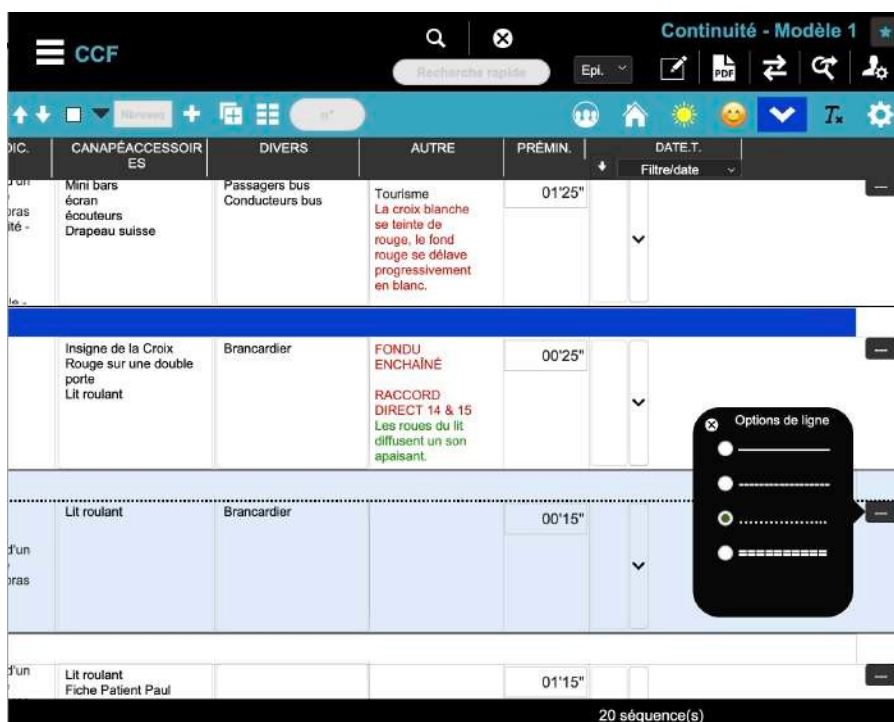 Continuité - Modèle 1
CCF
Recherche rapide
Epi.
PDF
Niveau
n°
Tx
DIC.
CANAPÉACCESSOIR
ES
DIVERS
AUTRE
PRÉMIN.
DATE.T.
Filtre/date
d'un
bras
ité -
Mini bars
écran
écouteurs
Drapeau suisse
Passagers bus
Conducteurs bus
Tourisme
La croix blanche
se teinte de
rouge, le fond
rouge se délave
progressivement
en blanc.
01'25"
Insigne de la Croix
Rouge sur une double
porte
Lit roulant
Brancardier
FONDU
ENCHAÎNÉ
RACCORD
DIRECT 14 & 15
Les roues du lit
diffusent un son
apaisant.
00'25"
Options de ligne
d'un
bras
Lit roulant
Brancardier
00'15"
d'un
Lit roulant
Fiche Patient Paul
01'15"
20 séquence(s)